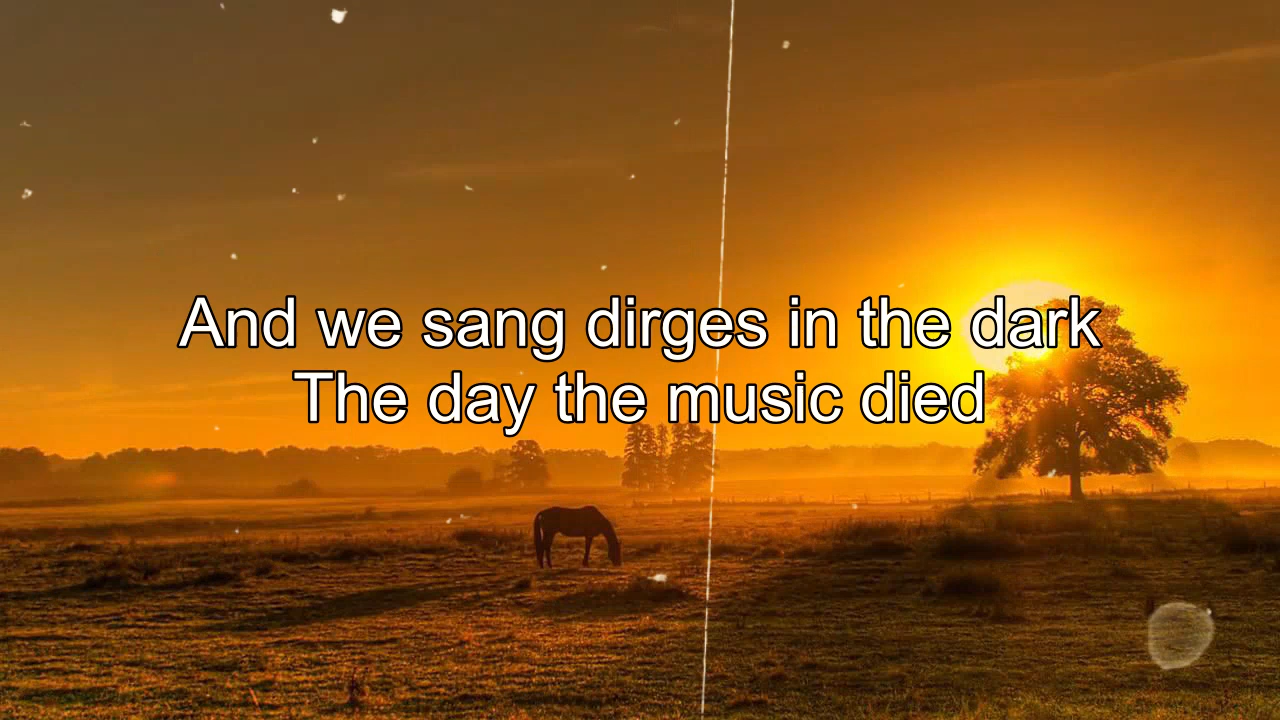 And we sang dirges in the dark
The day the music died